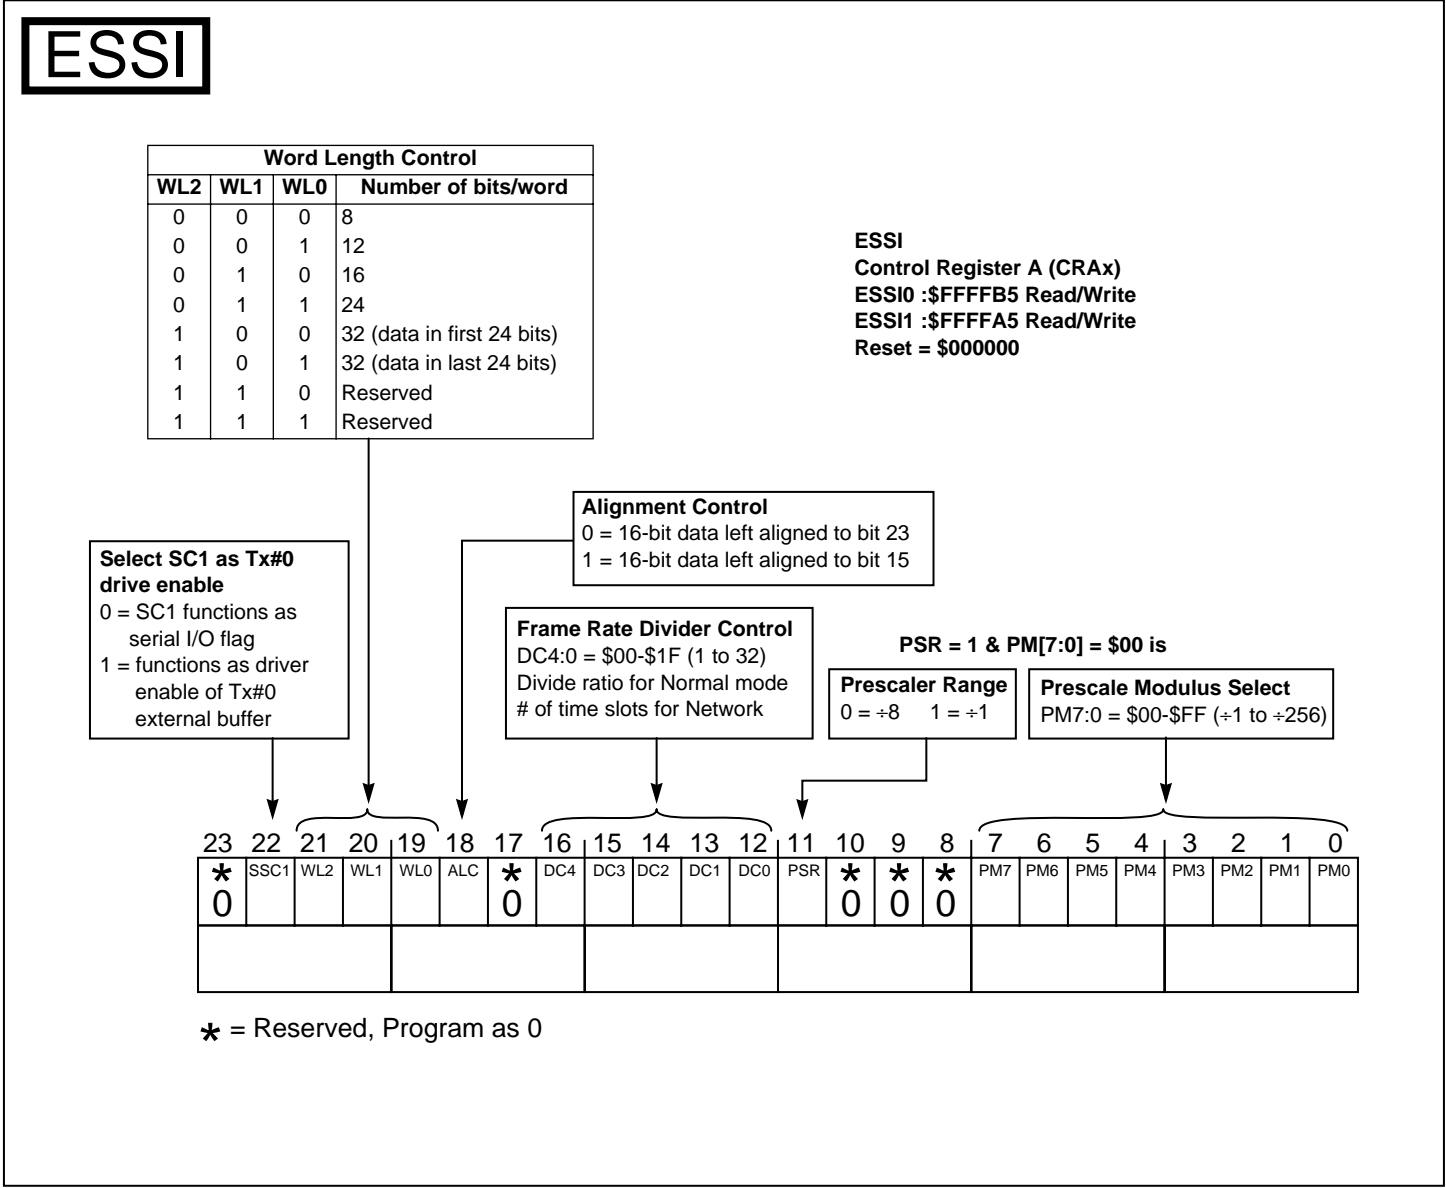 ESSI
Word Length Control
WL2 WL1 WL0 Number of bits/word
0 0 0 8
0 0 1 12
0 1 0 16
0 1 1 24
1 0 0 32 (data in first 24 bits)
1 0 1 32 (data in last 24 bits)
1 1 0 Reserved
1 1 1 Reserved
ESSI
Control Register A (CRAx)
ESSI0 :$FFFFB5 Read/Write
ESSI1 :$FFFFA5 Read/Write
Reset = $000000
Alignment Control
0 = 16-bit data left aligned to bit 23
1 = 16-bit data left aligned to bit 15
Select SC1 as Tx#0
drive enable
0 = SC1 functions as
serial I/O flag
1 = functions as driver
enable of Tx#0
external buffer
Frame Rate Divider Control
DC4:0 = $00-$1F (1 to 32)
Divide ratio for Normal mode
# of time slots for Network
PSR = 1 & PM[7:0] = $00 is
Prescaler Range
0 = ÷8 1 = ÷1
Prescale Modulus Select
PM7:0 = $00-$FF (÷1 to ÷256)
23 22 21 20 19 18 17 16 15 14 13 12 11 10 9 8 7 6 5 4 3 2 1 0
* SSC1 WL2 WL1 WL0 ALC * DC4 DC3 DC2 DC1 DC0 PSR * * * PM7 PM6 PM5 PM4 PM3 PM2 PM1 PM0
0 0 0 0 0
* = Reserved, Program as 0